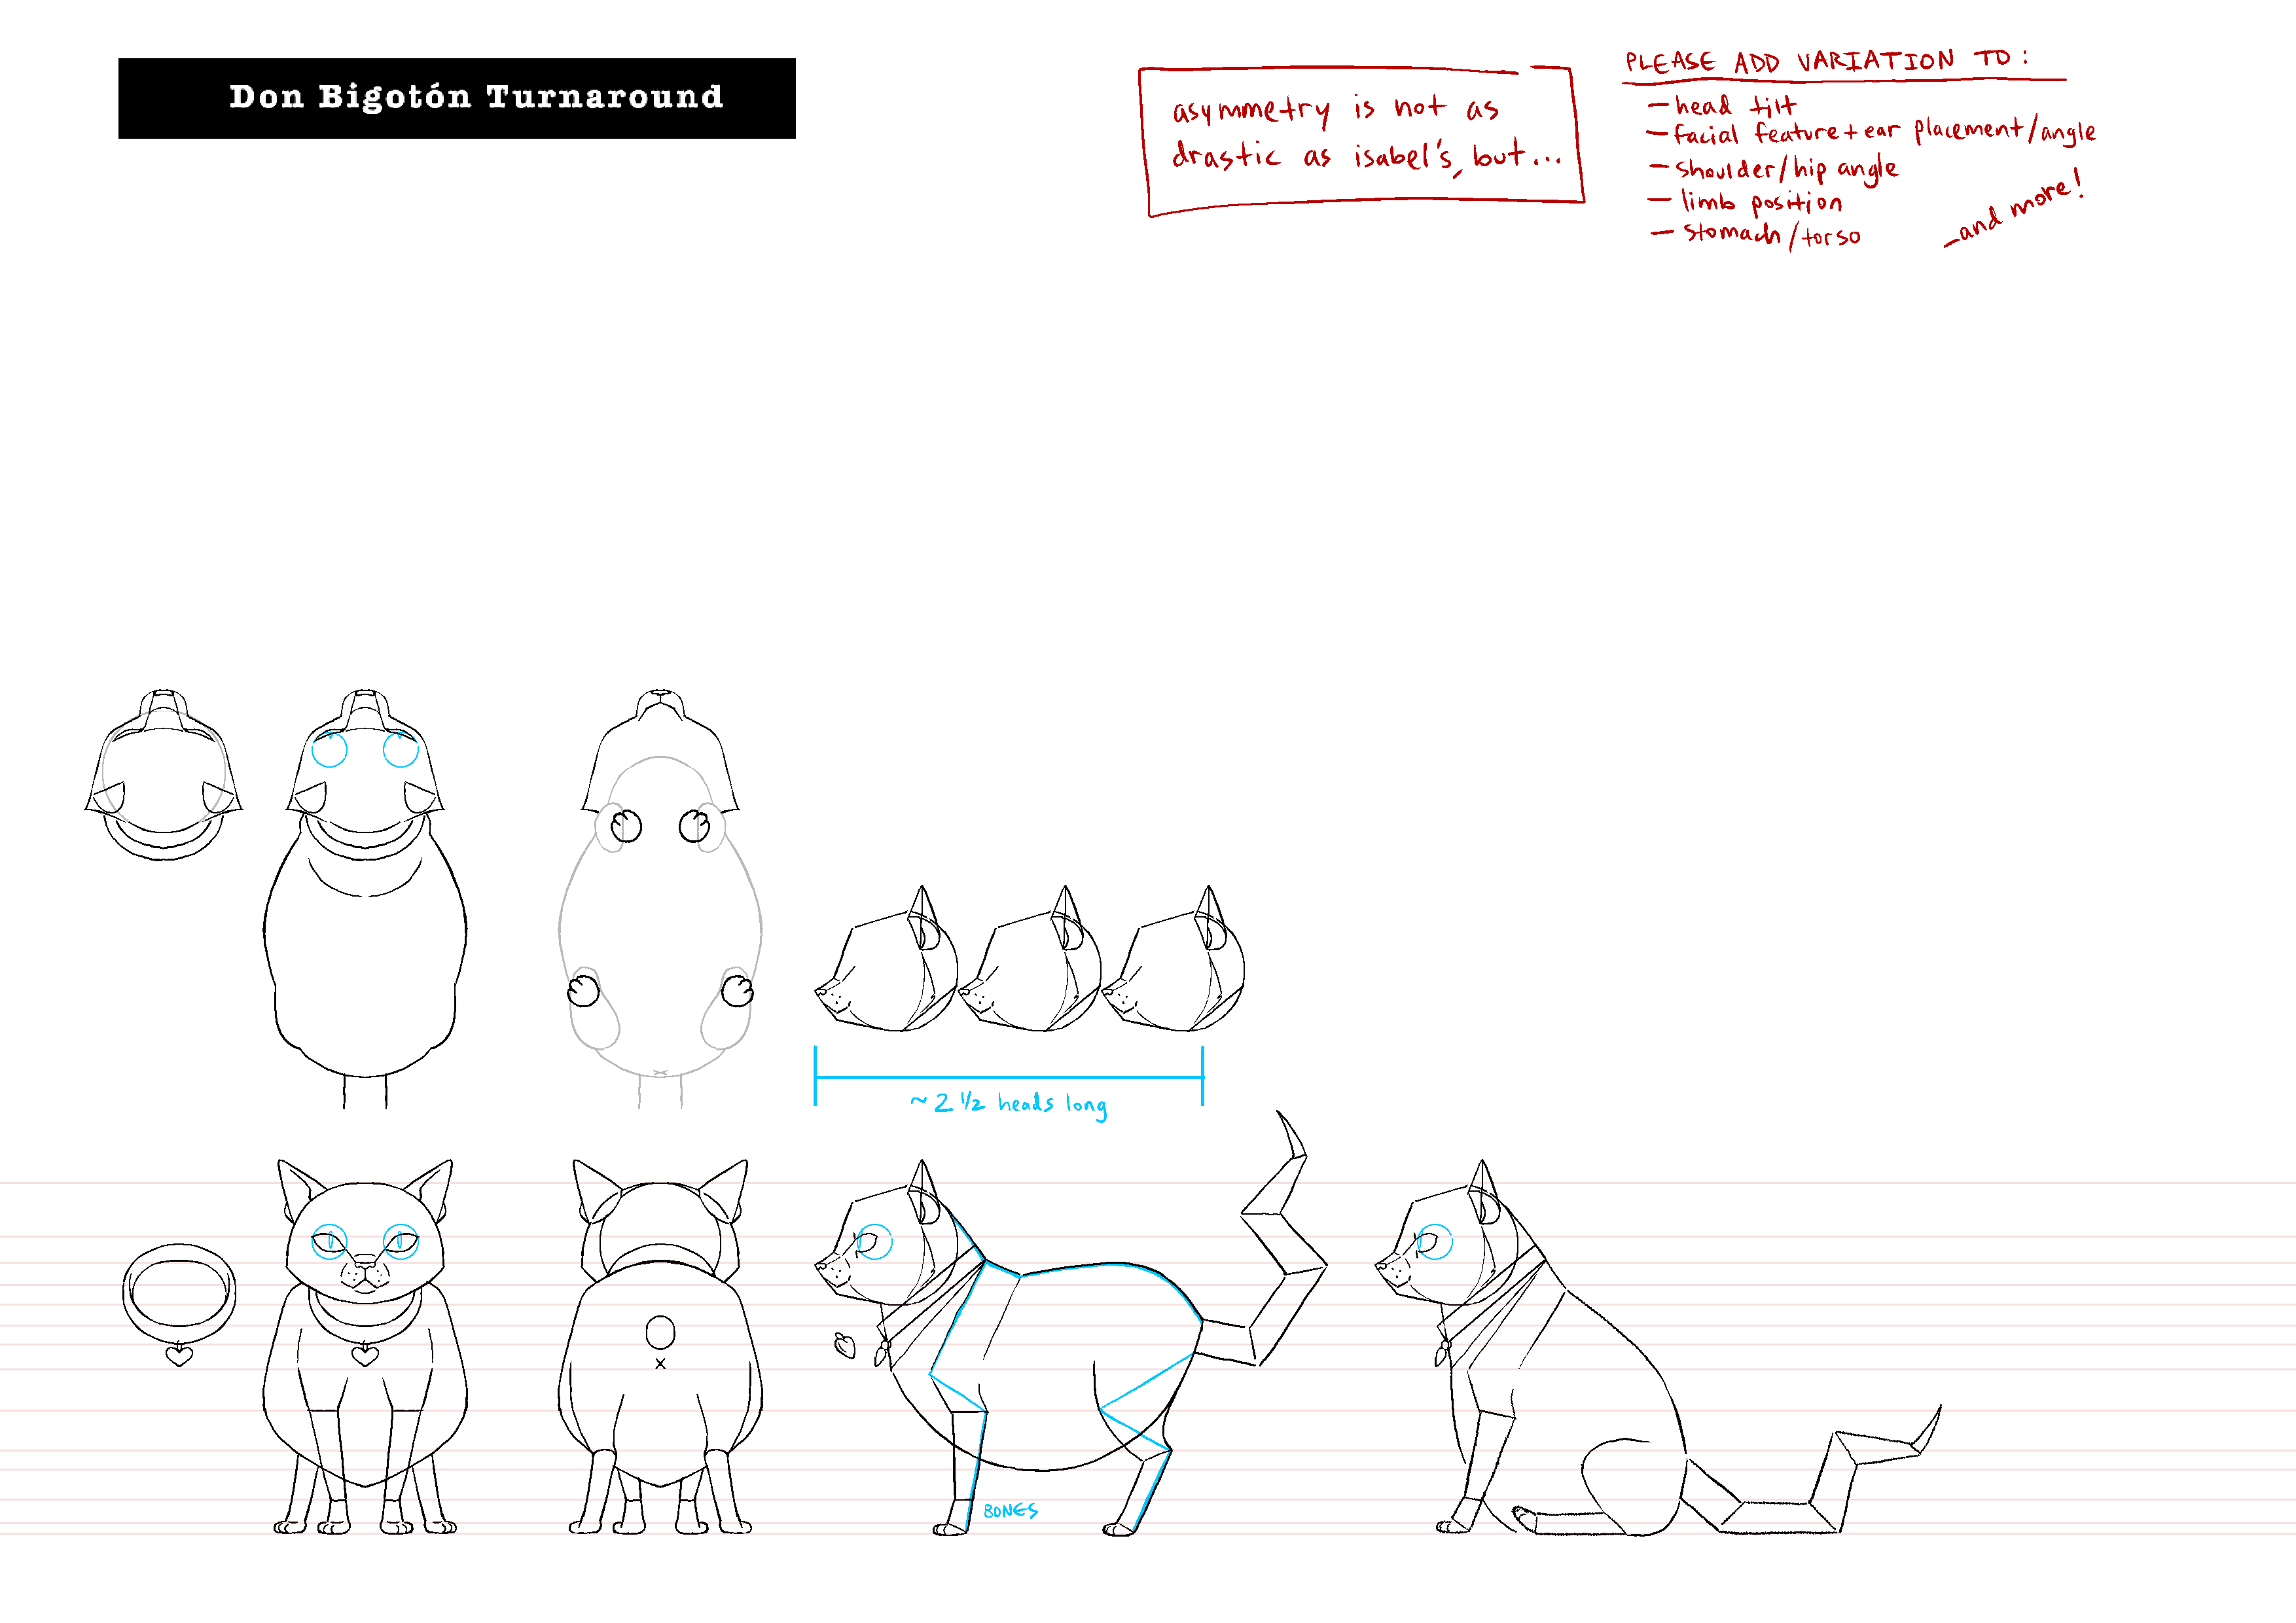 Don Bigotón Turnaround
asymmetry is not as
drastic as isabel's, but...
PLEASE ADD VARIATION TO:
- head tilt
- facial feature + ear placement/angle
- shoulder/hip angle
- limb position
- stomach/torso
- and more!
~ 2 1/2 heads long
BONES